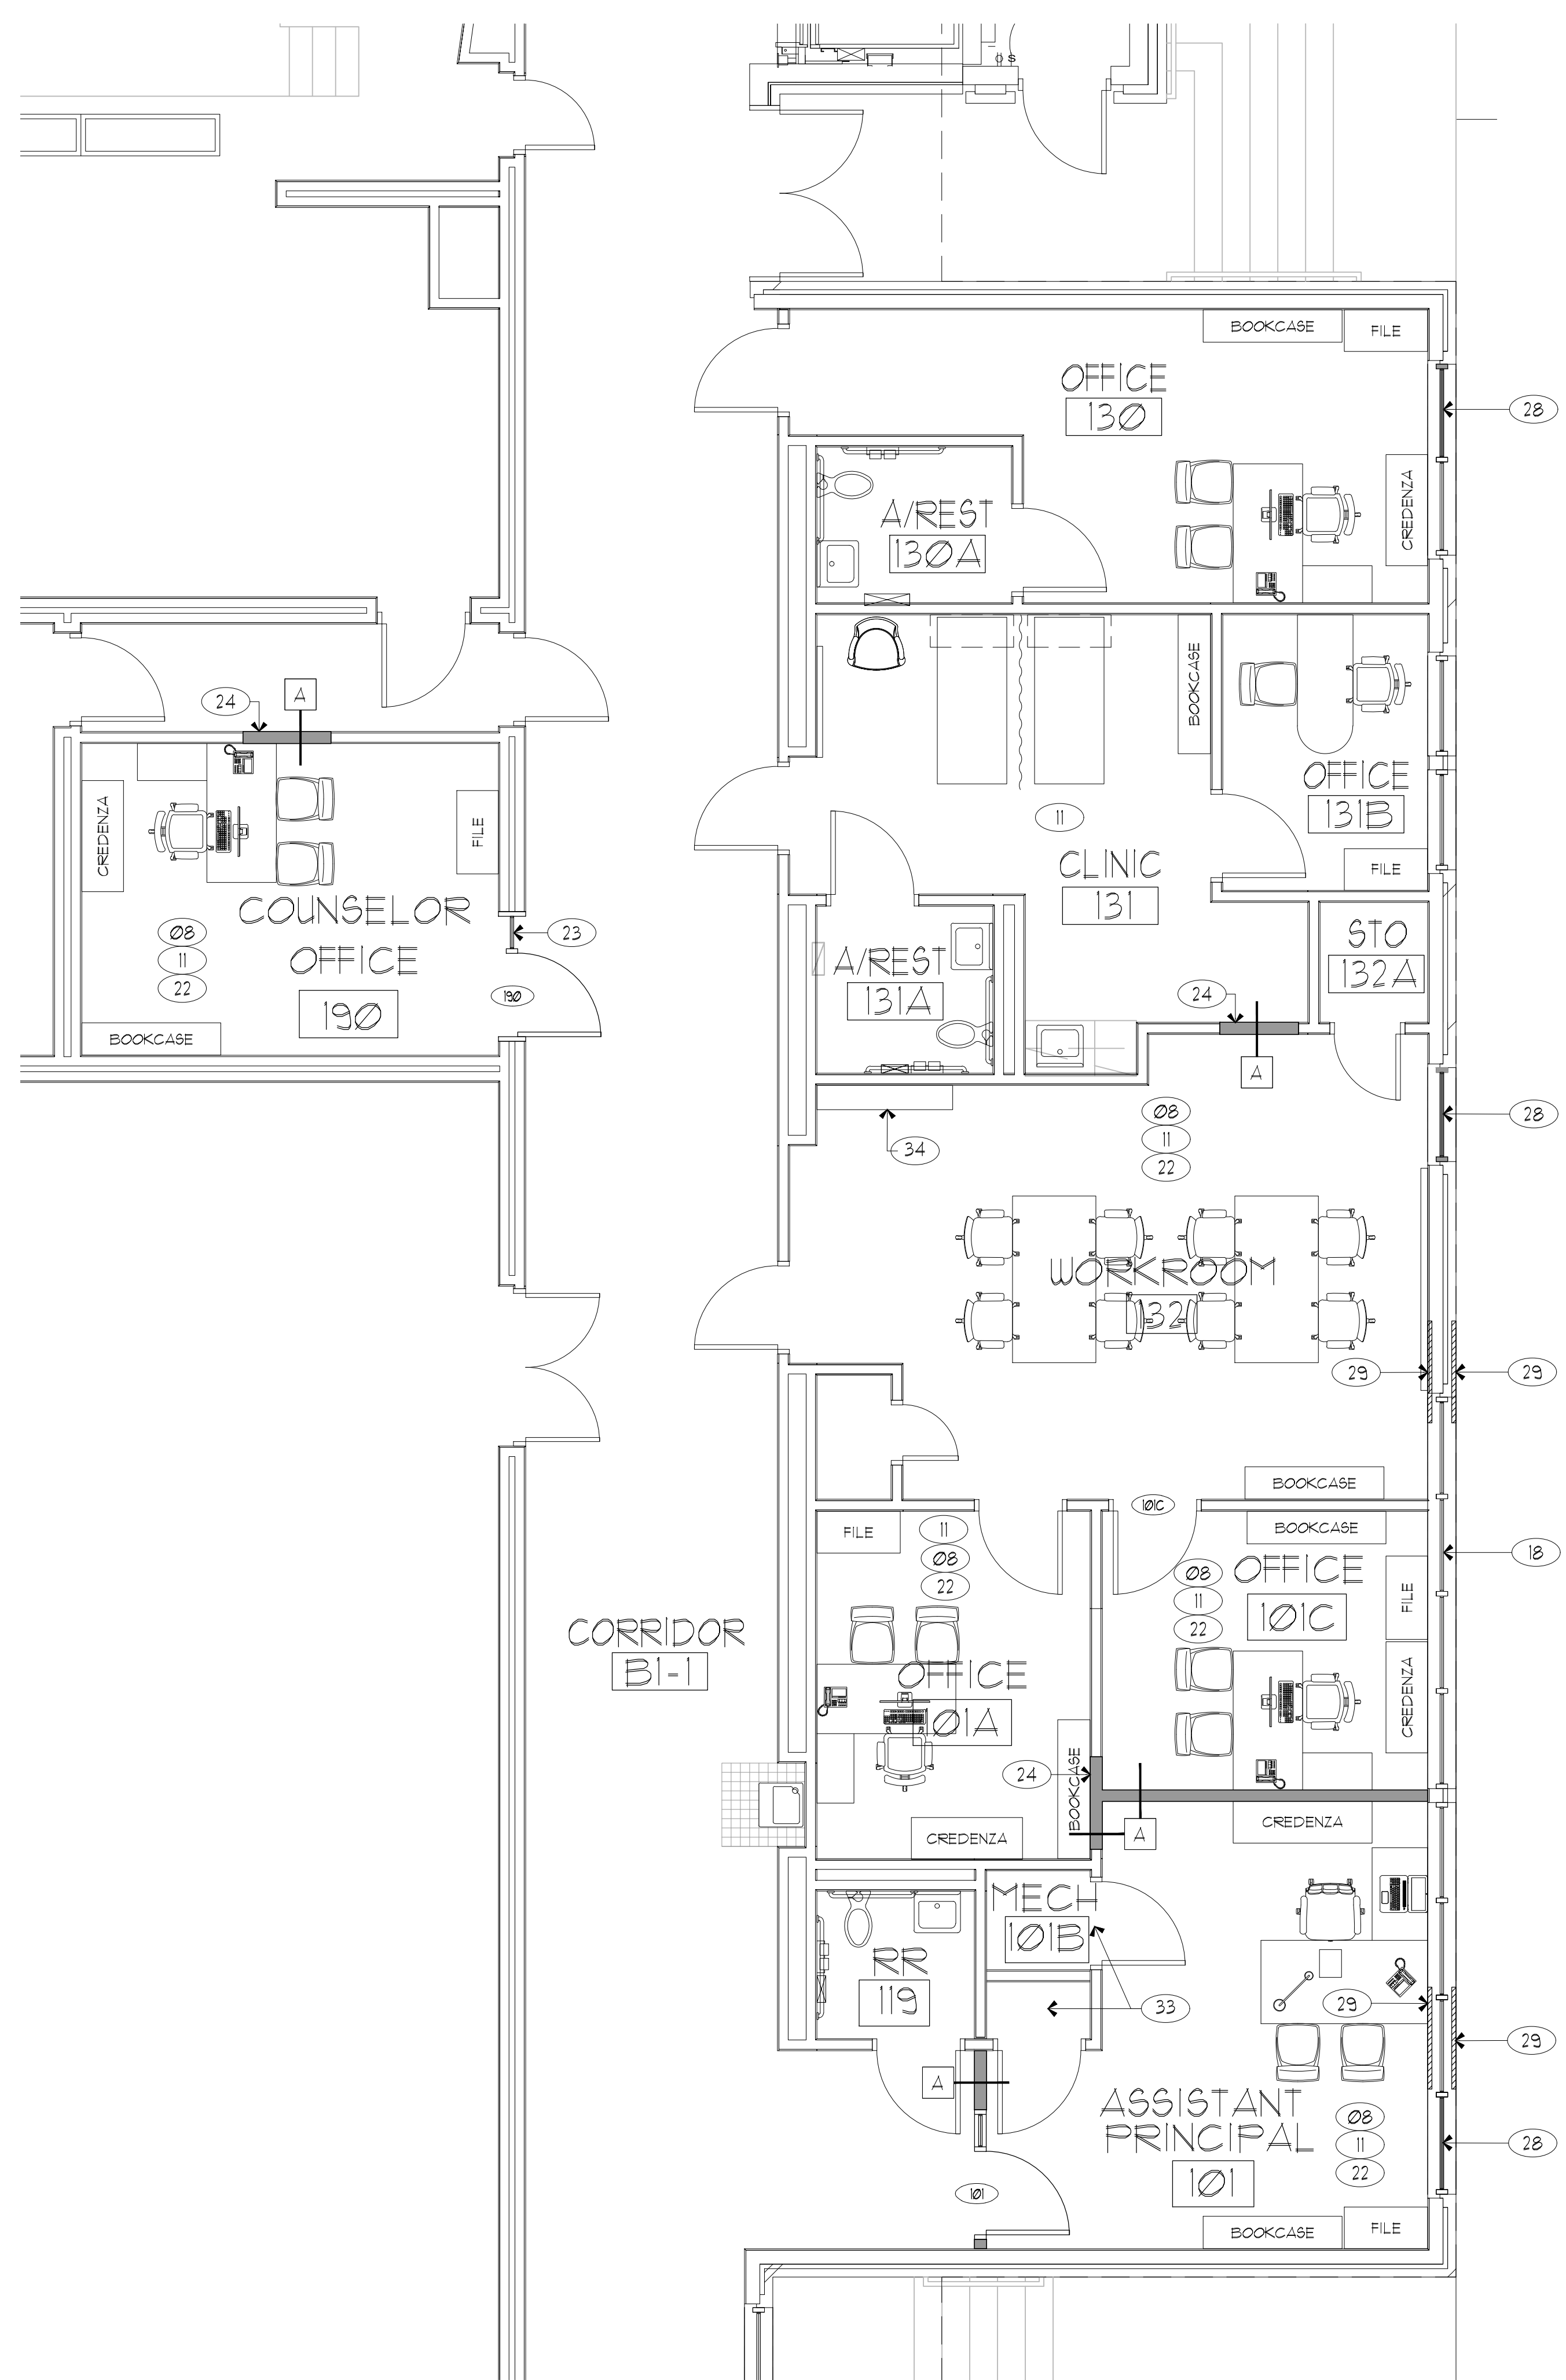 S
BOOKCASE
FILE
OFFICE
130
28
CREDENZA
A/REST
130A
BOOKCASE
24
A
OFFICE
131B
CREDENZA
FILE
11
CLINIC
131
FILE
COUNSELOR
OFFICE
190
08
11
22
23
190
BOOKCASE
A/REST
131A
STO
132A
24
A
34
08
11
22
28
WORKROOM
132
29
29
BOOKCASE
101C
FILE
11
08
22
BOOKCASE
08
11
22
OFFICE
101C
FILE
18
CORRIDOR
B1-1
OFFICE
101A
CREDENZA
24
BOOKCASE
A
CREDENZA
CREDENZA
MECH
101B
RR
119
33
29
29
A
ASSISTANT
PRINCIPAL
101
08
11
22
28
101
BOOKCASE
FILE